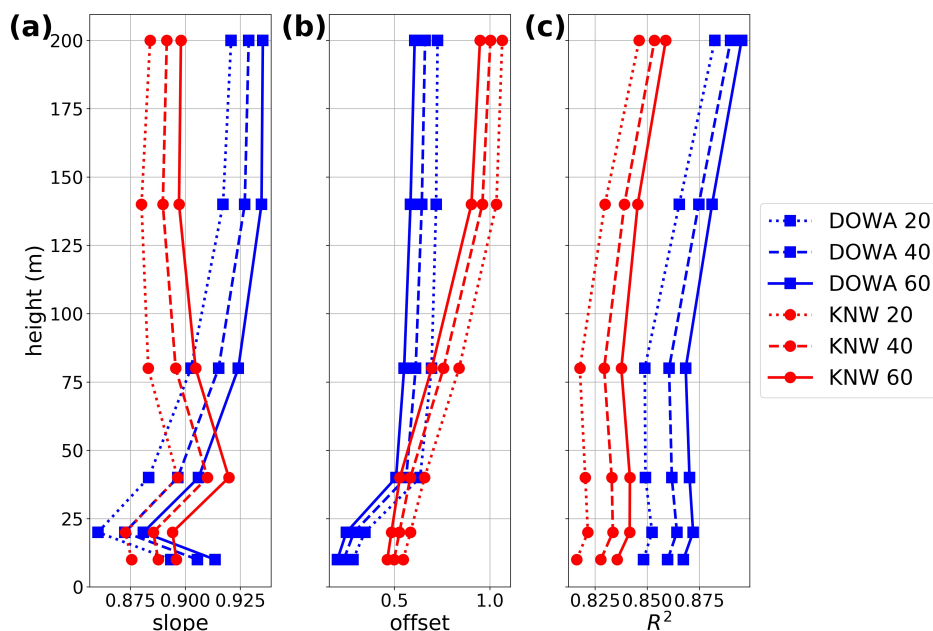 (a)
(b)
(c)
200
175
150
125
100
75
50
25
0
height (m)
0.875 0.900 0.925
slope
0.5 1.0
offset
0.825 0.850 0.875
R²
DOWA 20
DOWA 40
DOWA 60
KNW 20
KNW 40
KNW 60